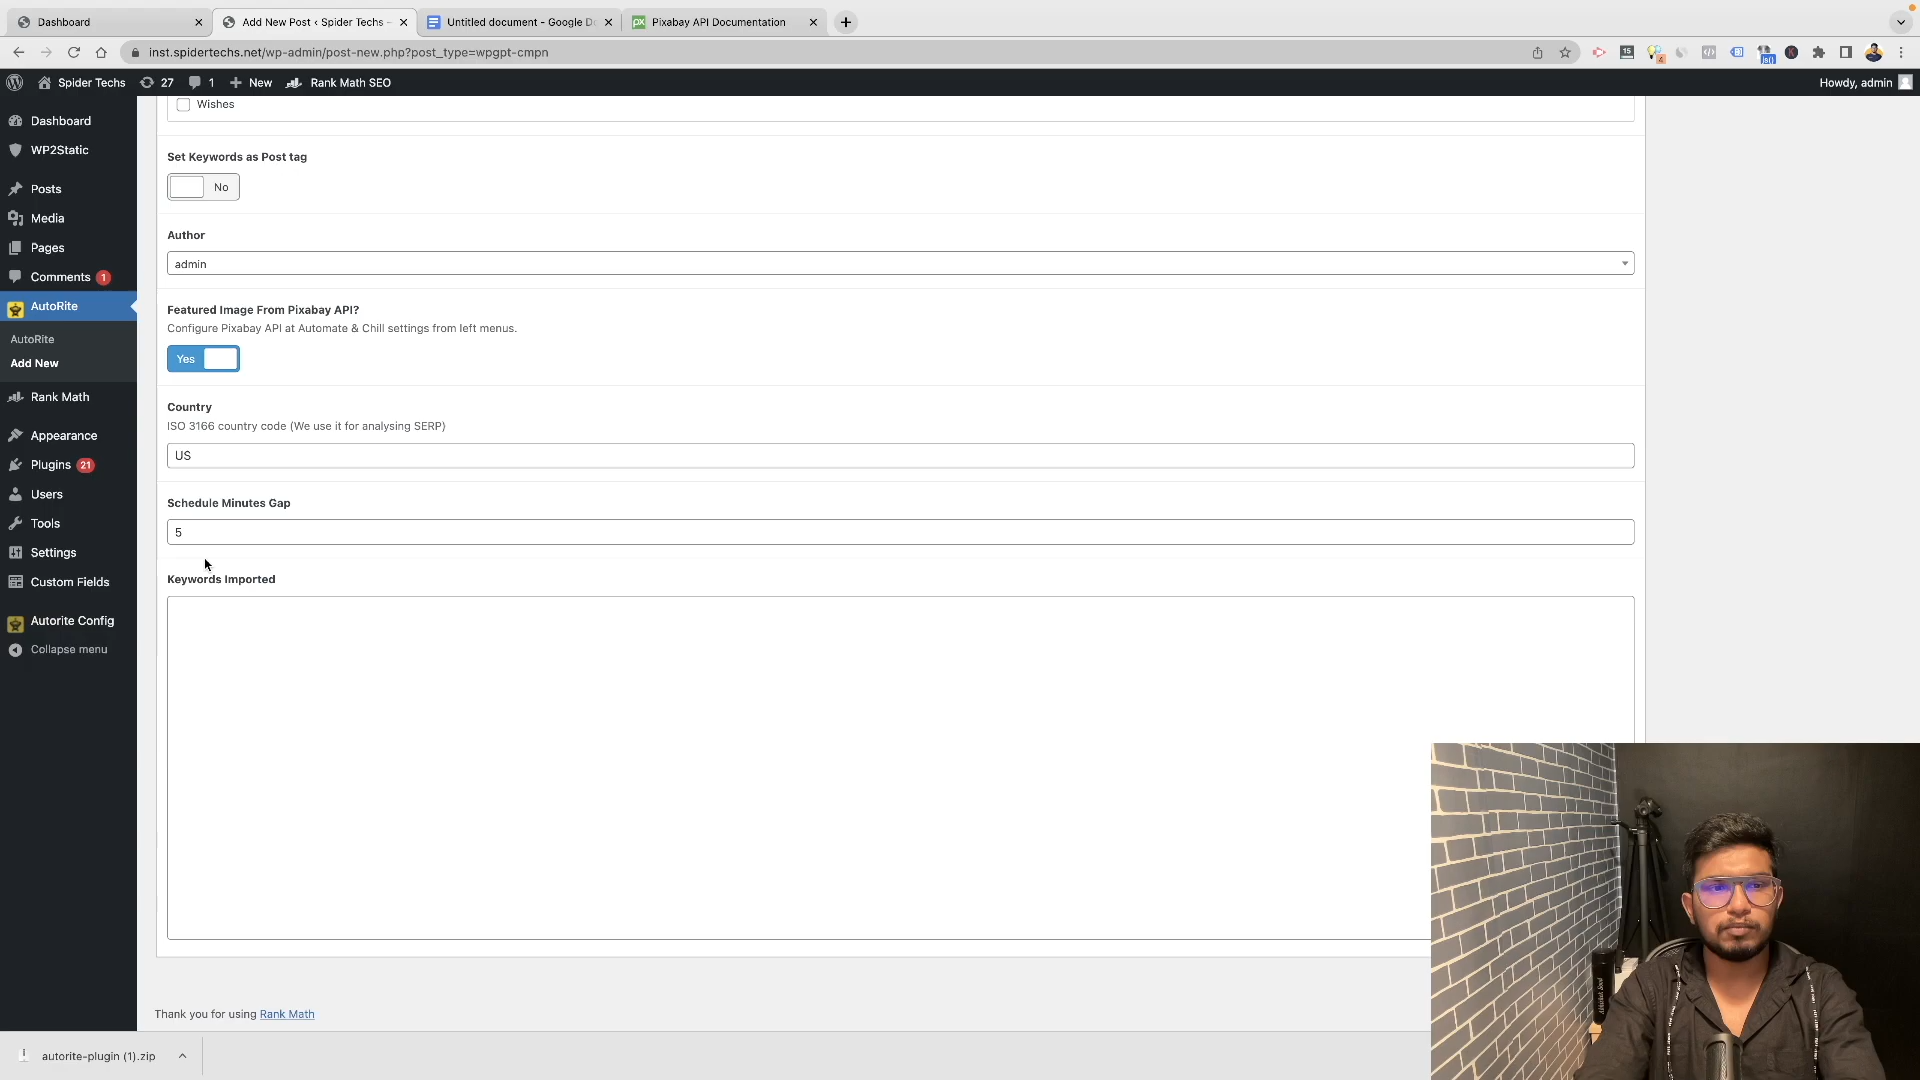 Dashboard
Add New Post ‹ Spider Techs –
Untitled document - Google Do
Pixabay API Documentation
inst.spidertechs.net/wp-admin/post-new.php?post_type=wpgpt-cmpn
Spider Techs
27
1
New
Rank Math SEO
Howdy, admin
Dashboard
WP2Static
Posts
Media
Pages
Comments 1
AutoRite
AutoRite
Add New
Rank Math
Appearance
Plugins 21
Users
Tools
Settings
Custom Fields
Autorite Config
Collapse menu
Wishes
Set Keywords as Post tag
No
Author
admin
Featured Image From Pixabay API?
Configure Pixabay API at Automate & Chill settings from left menus.
Yes
Country
ISO 3166 country code (We use it for analysing SERP)
US
Schedule Minutes Gap
5
Keywords Imported
Thank you for using Rank Math
autorite-plugin (1).zip